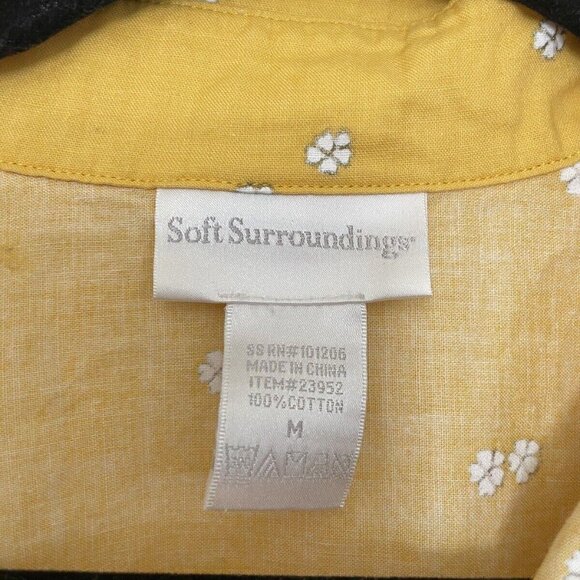 Soft Surroundings
SS RN#101206
MADE IN CHINA
ITEM#23952
100% COTTON
M